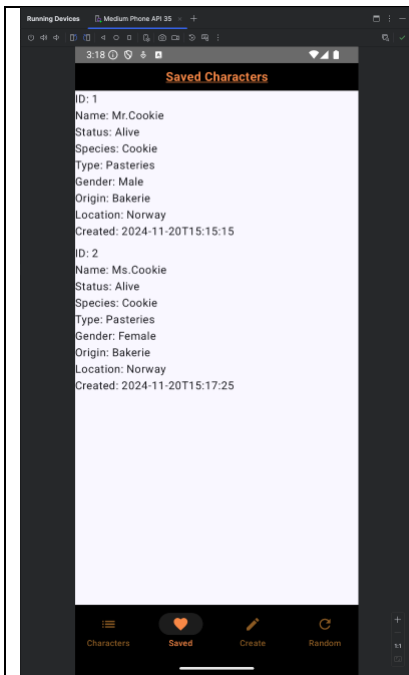 Running Devices Medium Phone API 35
3:18
Saved Characters
ID: 1
Name: Mr.Cookie
Status: Alive
Species: Cookie
Type: Pasteries
Gender: Male
Origin: Bakerie
Location: Norway
Created: 2024-11-20T15:15:15
ID: 2
Name: Ms.Cookie
Status: Alive
Species: Cookie
Type: Pasteries
Gender: Female
Origin: Bakerie
Location: Norway
Created: 2024-11-20T15:17:25
Characters Saved Create Random
1:1